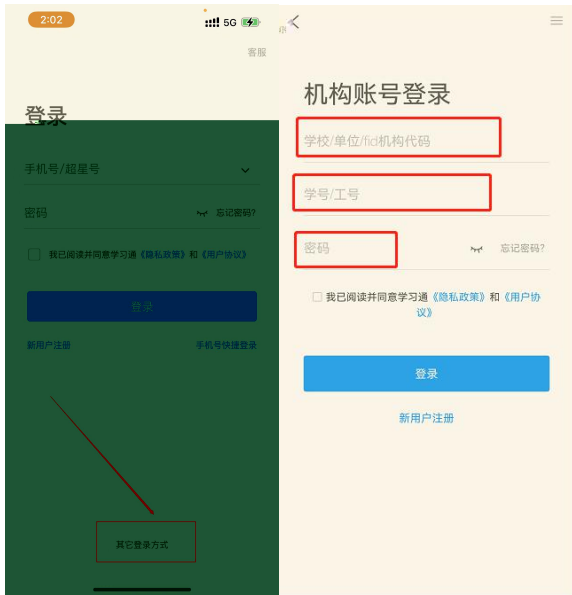 2:02
5G
客服
登录
手机号/超星号
密码
忘记密码?
我已阅读并同意学习通《隐私政策》和《用户协议》
登录
新用户注册
手机号快捷登录
其它登录方式
机构账号登录
学校/单位/fid机构代码
学号/工号
密码
忘记密码?
我已阅读并同意学习通《隐私政策》和《用户协
议》
登录
新用户注册